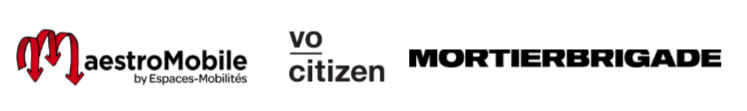 MaestroMobile
by Espaces-Mobilités
vo
citizen
MORTIERBRIGADE